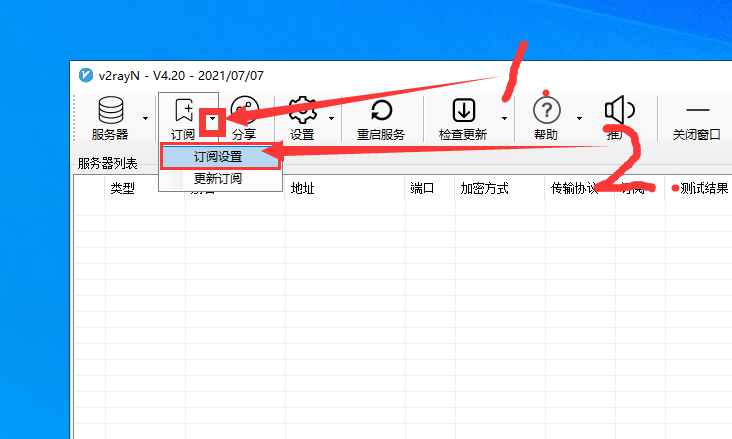 v2rayN - V4.20 - 2021/07/07
1
服务器 订阅 分享 设置 重启服务 检查更新 帮助 推广 关闭窗口
2
订阅设置
服务器列表
更新订阅
类型 地址 端口 加密方式 传输协议 订阅 测试结果